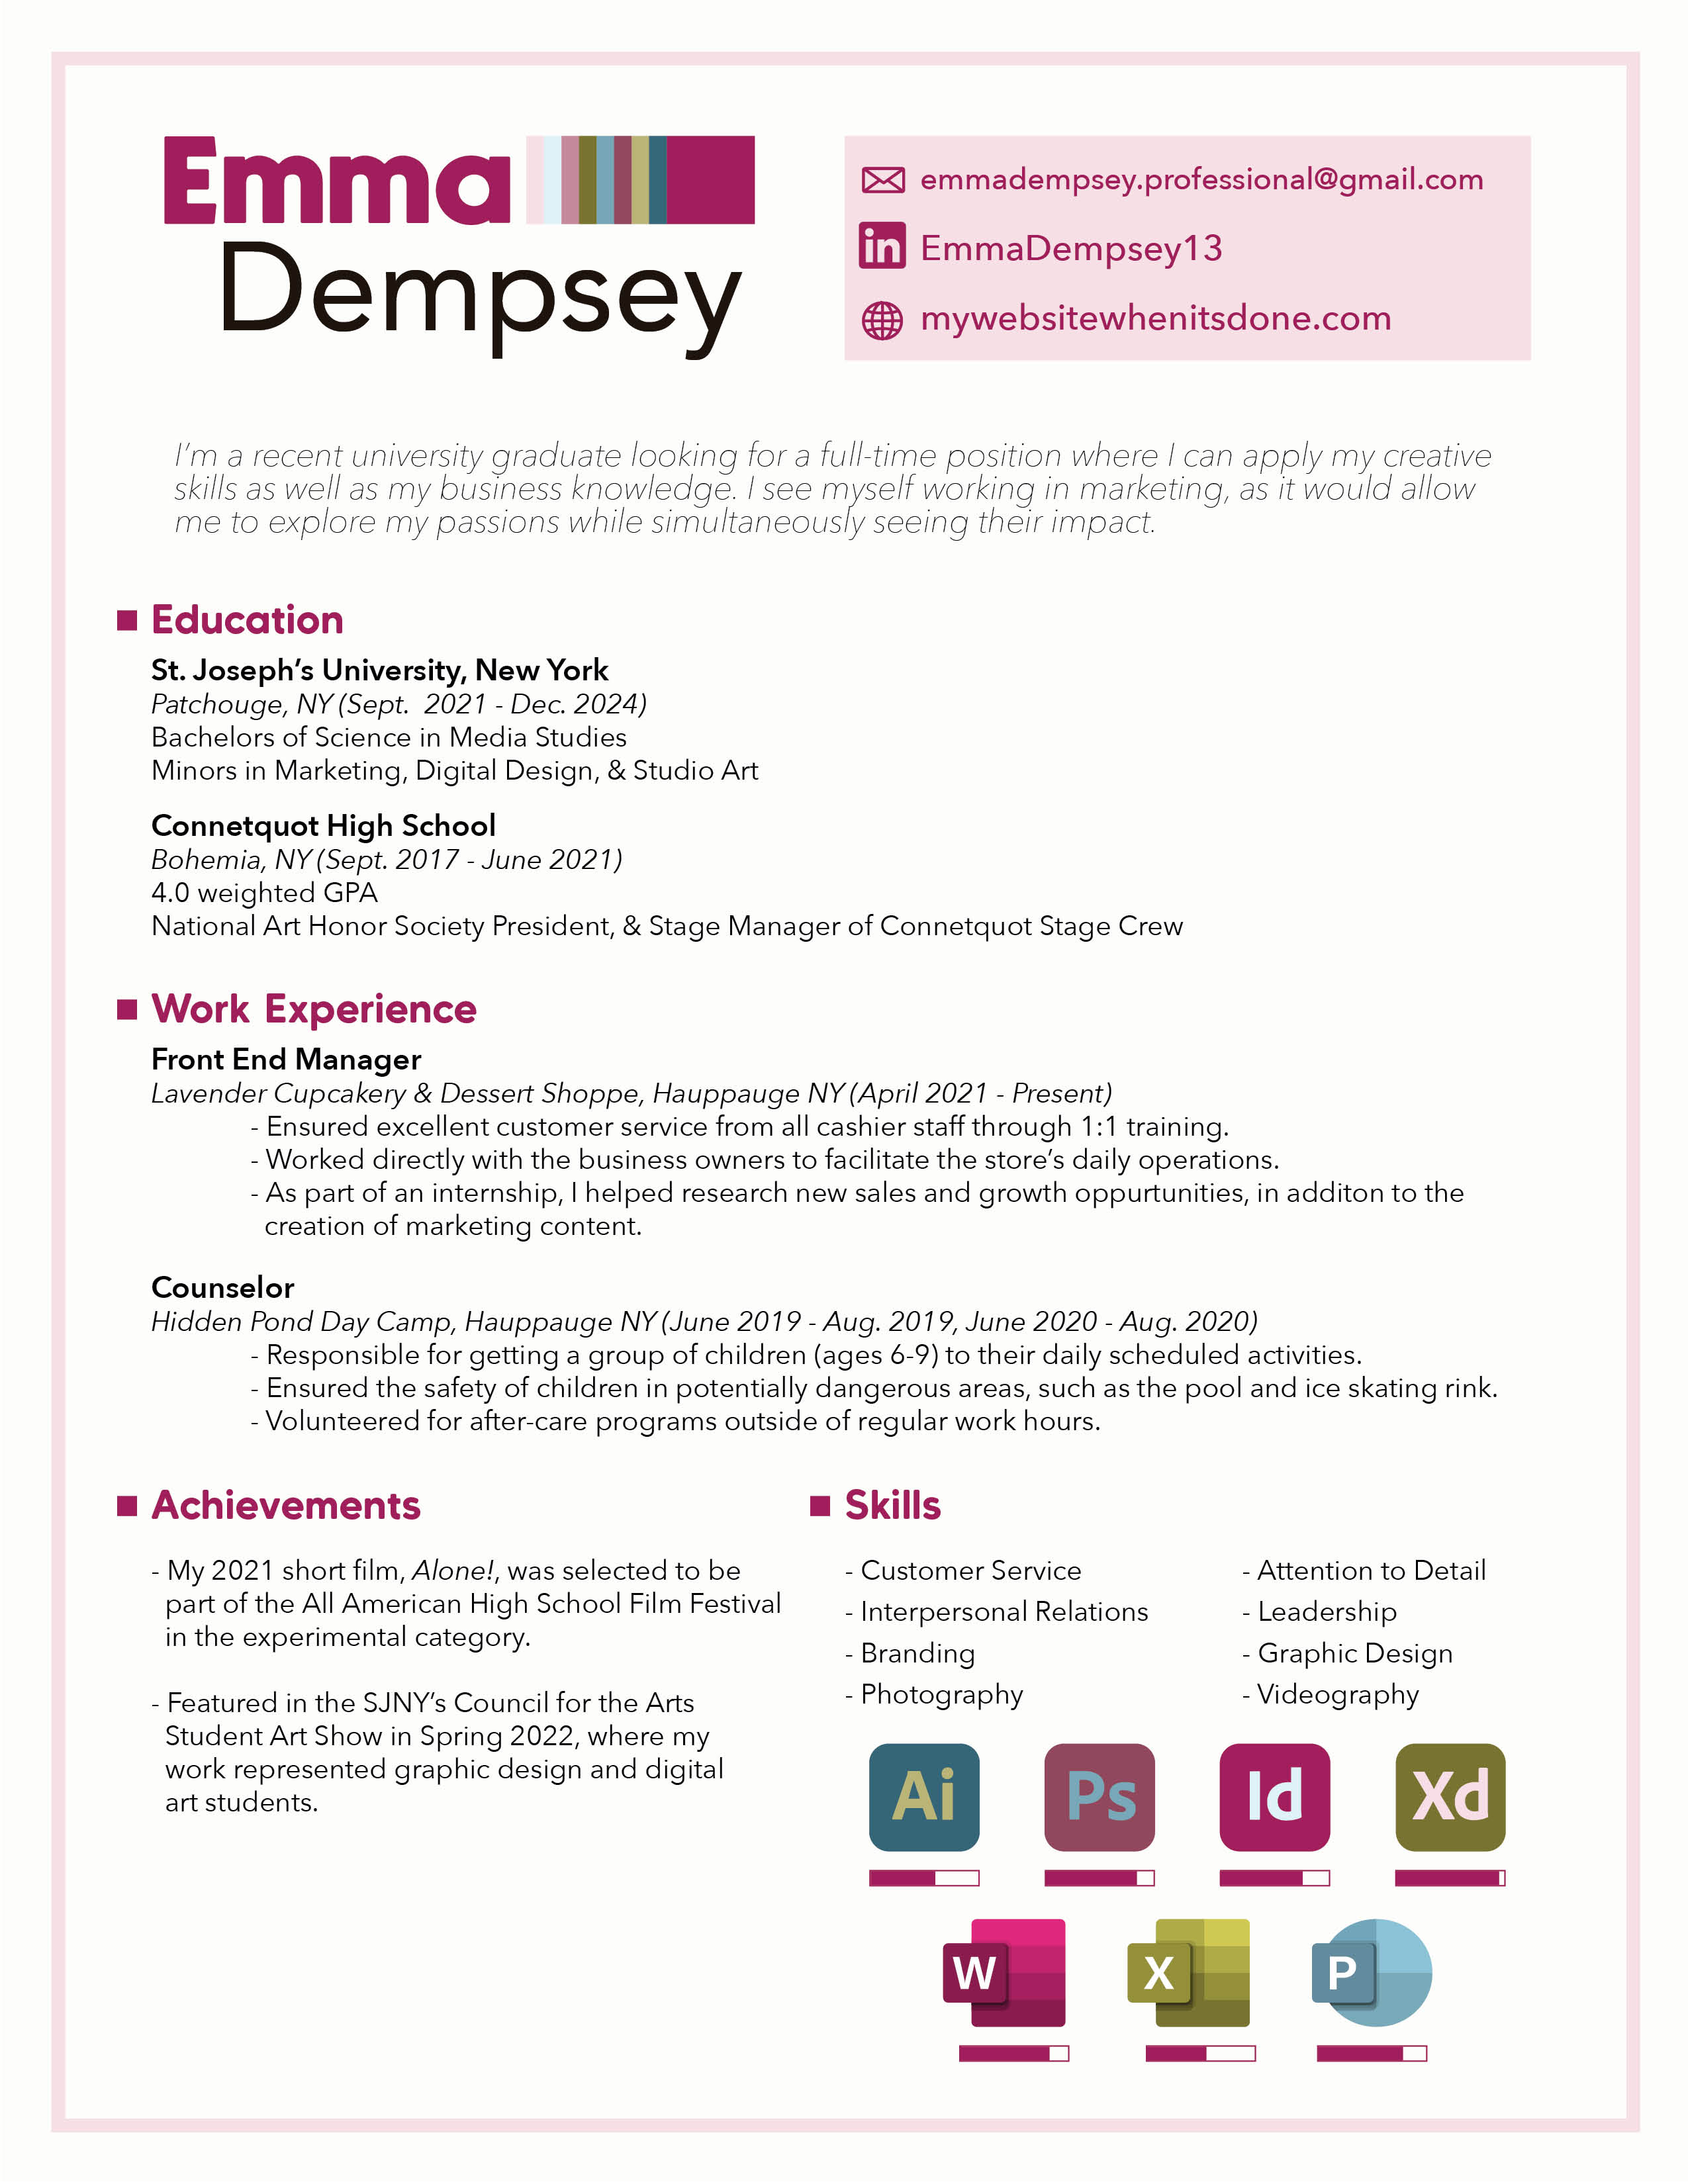 Emma
Dempsey
emmadempsey.professional@gmail.com
in EmmaDempsey13
mywebsitewhenitsdone.com
I'm a recent university graduate looking for a full-time position where I can apply my creative
skills as well as my business knowledge. I see myself working in marketing, as it would allow
me to explore my passions while simultaneously seeing their impact.
Education
St. Joseph's University, New York
Patchouge, NY (Sept.  2021 - Dec. 2024)
Bachelors of Science in Media Studies
Minors in Marketing, Digital Design, & Studio Art
Connetquot High School
Bohemia, NY (Sept. 2017 - June 2021)
4.0 weighted GPA
National Art Honor Society President, & Stage Manager of Connetquot Stage Crew
Work Experience
Front End Manager
Lavender Cupcakery & Dessert Shoppe, Hauppauge NY (April 2021 - Present)
- Ensured excellent customer service from all cashier staff through 1:1 training.
- Worked directly with the business owners to facilitate the store's daily operations.
- As part of an internship, I helped research new sales and growth oppurtunities, in additon to the
creation of marketing content.
Counselor
Hidden Pond Day Camp, Hauppauge NY (June 2019 - Aug. 2019, June 2020 - Aug. 2020)
- Responsible for getting a group of children (ages 6-9) to their daily scheduled activities.
- Ensured the safety of children in potentially dangerous areas, such as the pool and ice skating rink.
- Volunteered for after-care programs outside of regular work hours.
Achievements
- My 2021 short film, Alone!, was selected to be
part of the All American High School Film Festival
in the experimental category.
- Featured in the SJNY's Council for the Arts
Student Art Show in Spring 2022, where my
work represented graphic design and digital
art students.
Skills
- Customer Service
- Interpersonal Relations
- Branding
- Photography
- Attention to Detail
- Leadership
- Graphic Design
- Videography
Ai Ps Id Xd
W X P